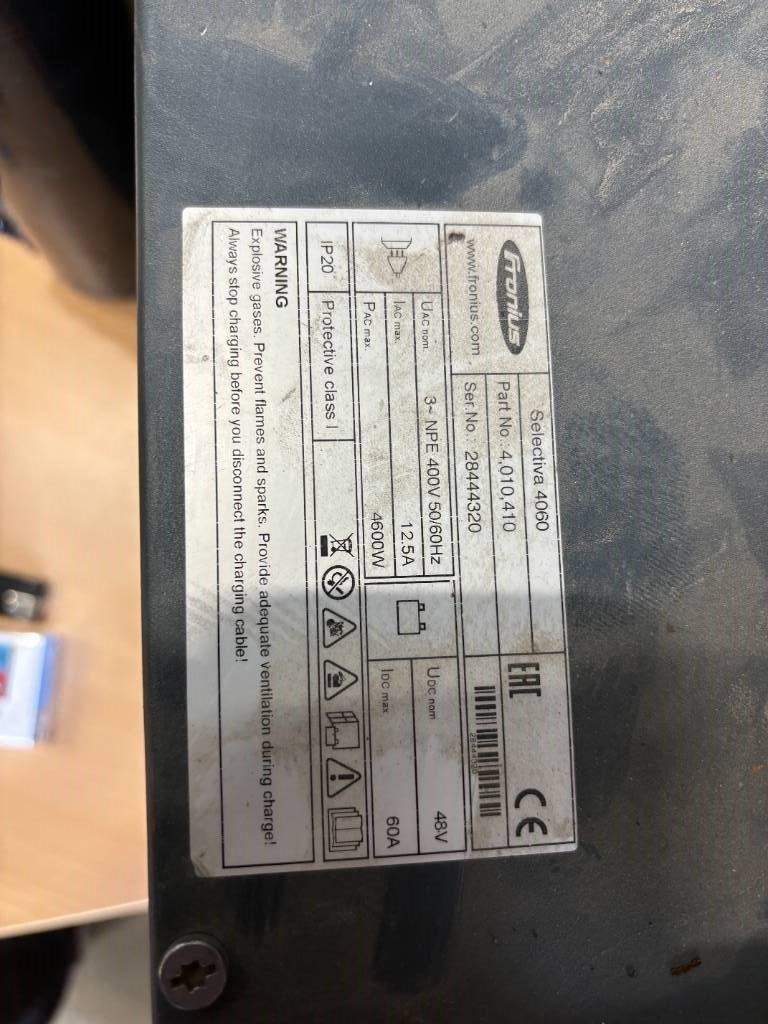 Fronius
www.fronius.com
Selectiva 4060
Part No.: 4,010,410
Ser.No.: 28444320
EAC
CE
28444320
UAC nom. 3~ NPE 400V 50/60Hz
IAC max. 12.5A
PAC max. 4600W
UDC nom. 48V
IDC max. 60A
IP20
Protective class I
WARNING
Explosive gases. Prevent flames and sparks. Provide adequate ventilation during charge!
Always stop charging before you disconnect the charging cable!